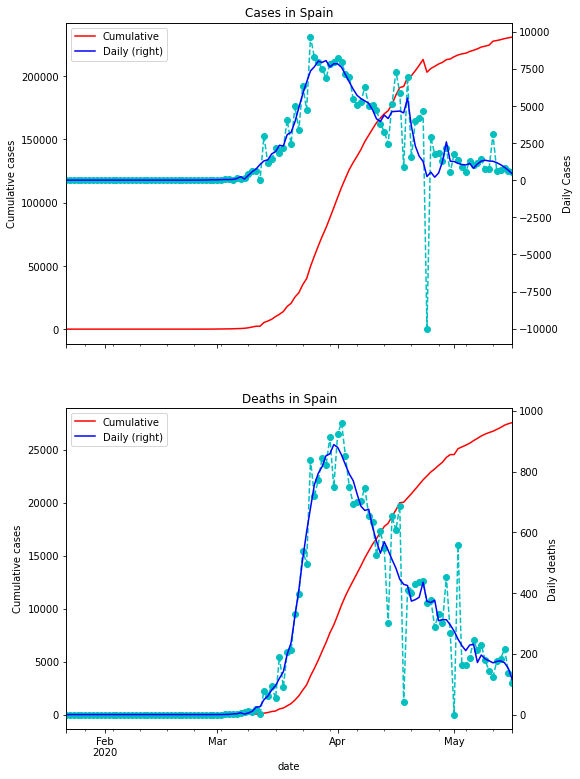 Cases in Spain
Cumulative
Daily (right)
Cumulative cases
Daily Cases
200000
150000
100000
50000
0
10000
7500
5000
2500
0
−2500
−5000
−7500
−10000
Deaths in Spain
Cumulative
Daily (right)
Cumulative cases
Daily deaths
25000
20000
15000
10000
5000
0
1000
800
600
400
200
0
Feb
2020
Mar
Apr
May
date